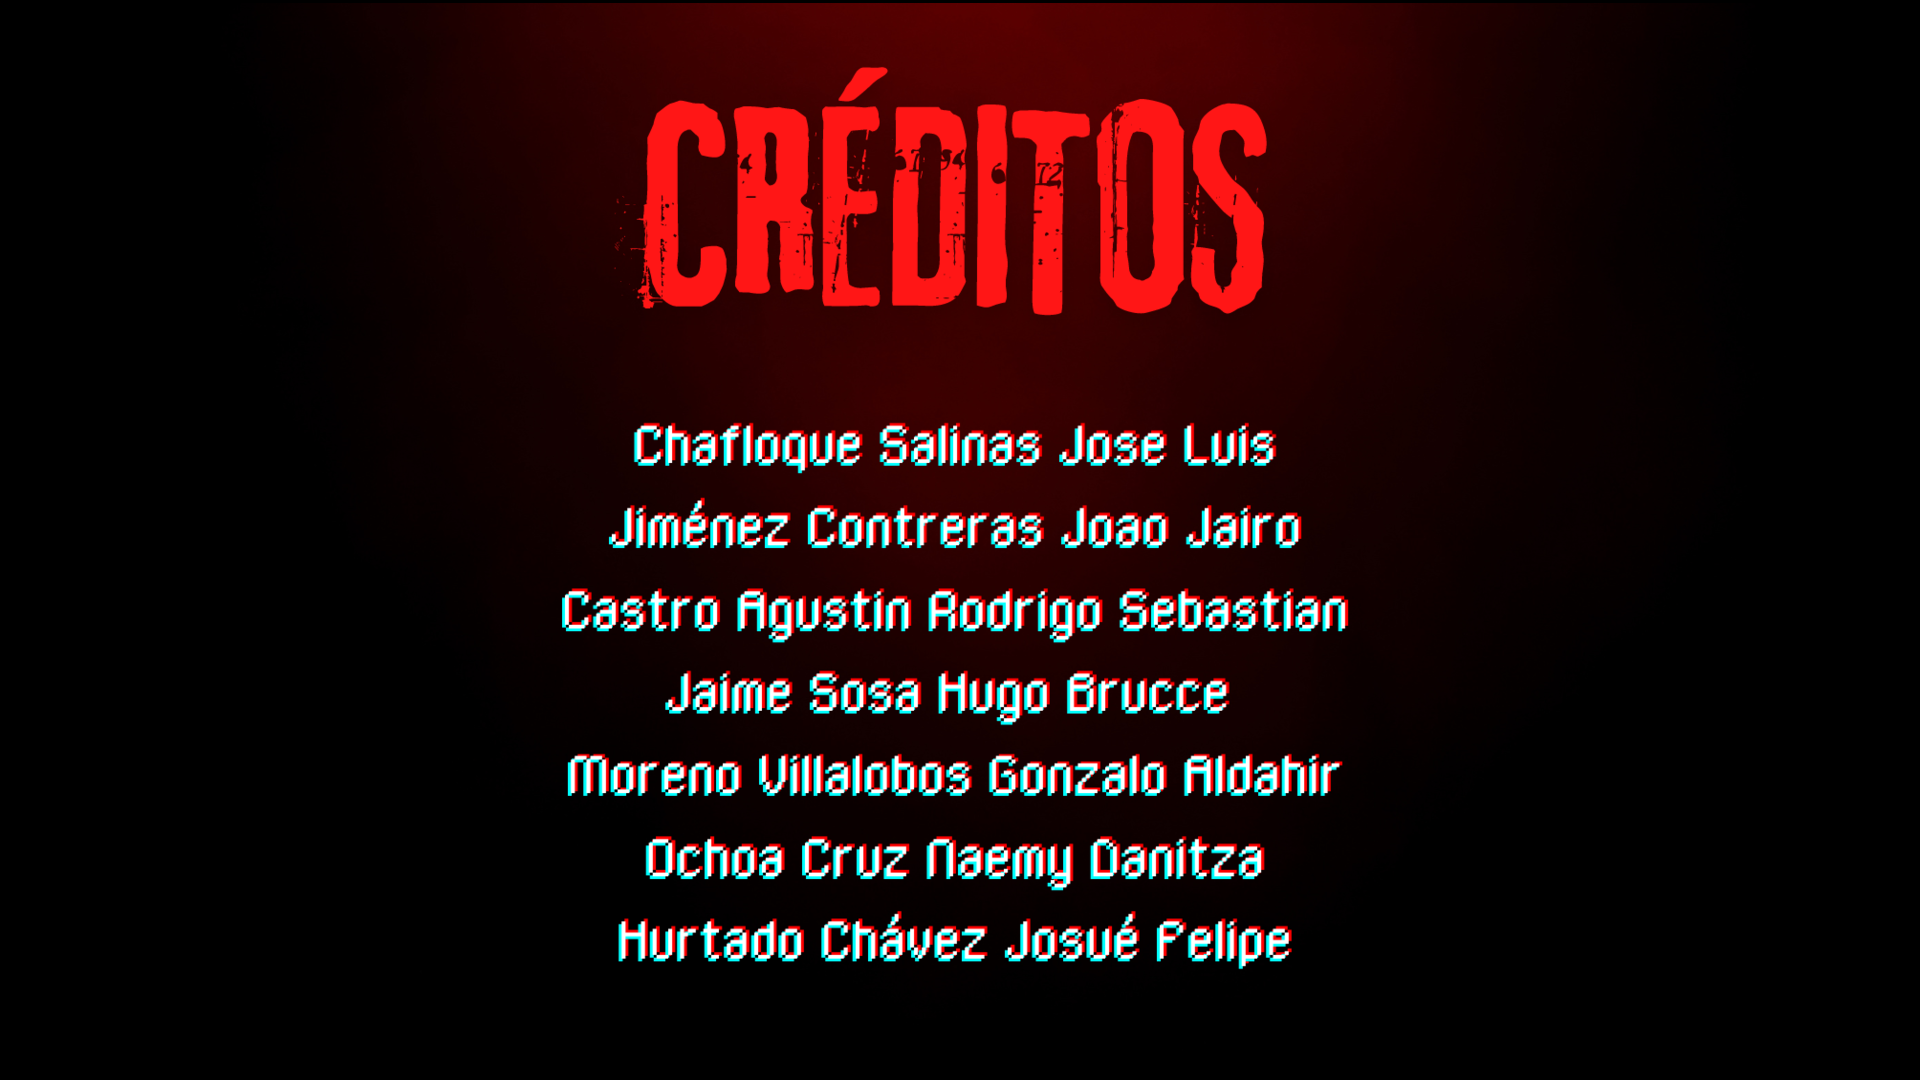 CRÉDITOS
Chafloque Salinas Jose Luis
Jiménez Contreras Joao Jairo
Castro Agustin Rodrigo Sebastian
Jaime Sosa Hugo Brucce
Moreno Villalobos Gonzalo Aldahir
Ochoa Cruz Naemy Danitza
Hurtado Chávez Josué Felipe